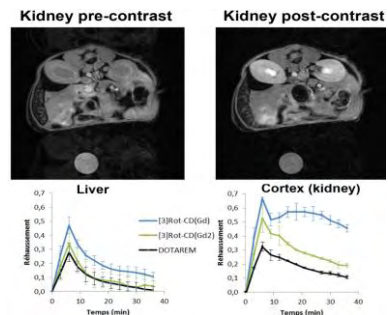 Kidney pre-contrast
Kidney post-contrast
Liver
Réhaussement
0,7
0,6
0,5
0,4
0,3
0,2
0,1
0,0
[3]Rot-CD[Gd]
[3]Rot-CD[Gd2]
DOTAREM
0 10 20 30 40
Temps (min)
Cortex (kidney)
Réhaussement
0,7
0,6
0,5
0,4
0,3
0,2
0,1
0,0
0 10 20 30 40
Temps (min)